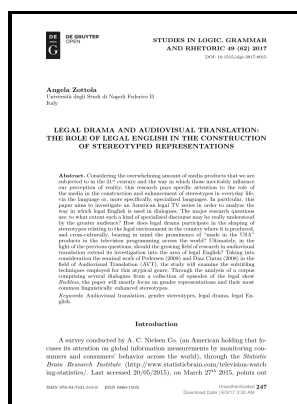 DE
G
DE GRUYTER
OPEN
STUDIES IN LOGIC, GRAMMAR
AND RHETORIC 49 (62) 2017
DOI: 10.1515/slgr-2017-0015
Angela Zottola
Università degli Studi di Napoli Federico II
Italy
LEGAL DRAMA AND AUDIOVISUAL TRANSLATION:
THE ROLE OF LEGAL ENGLISH IN THE CONSTRUCTION
OF STEREOTYPED REPRESENTATIONS
Abstract. Considering the overwhelming amount of media products that we are
subjected to in the 21st century and the way in which those inevitably influence
our perception of reality, this research pays specific attention to the role of
the media in the construction and enhancement of stereotypes in everyday life,
via the language or, more specifically, specialized languages. In particular, this
paper aims to investigate an American legal TV series in order to analyze the
way in which legal English is used in dialogues. The major research questions
are: to what extent such a kind of specialized discourse may be really understood
by the greater audience? How does legal drama participate in the shaping of
stereotypes relating to the legal environment in the country where it is produced,
and cross-culturally, bearing in mind the prominence of "made in the USA"
products in the television programming across the world? Ultimately, in the
light of previous questions, should the growing field of research in audiovisual
translation extend its investigation into the area of legal English? Taking into
consideration the seminal work of Pedersen (2008) and Díaz Cintas (2008) in the
field of Audiovisual Translation (AVT), the study will examine the subtitling
techniques employed for this atypical genre. Through the analysis of a corpus
comprising several dialogues from a collection of episodes of the legal show
Reckless, the paper will mostly focus on gender representations and their most
common linguistically enhanced stereotypes.
Keywords: Audiovisual translation, gender stereotypes, legal drama, legal En-
glish.
Introduction
A survey conducted by A. C. Nielsen Co. (an American holding that fo-
cuses its attention on global information measurements by monitoring con-
sumers and consumers' behavior across the world), through the Statistic
Brain Research Institute (http://www.statisticbrain.com/television-watch
ing-statistics/. Last accessed 20/05/2015), on March 27th 2015, points out
ISBN 978-83-7431-525-9 ISSN 0860-150X
247
Unauthenticated
Download Date | 6/3/17 3:30 AM